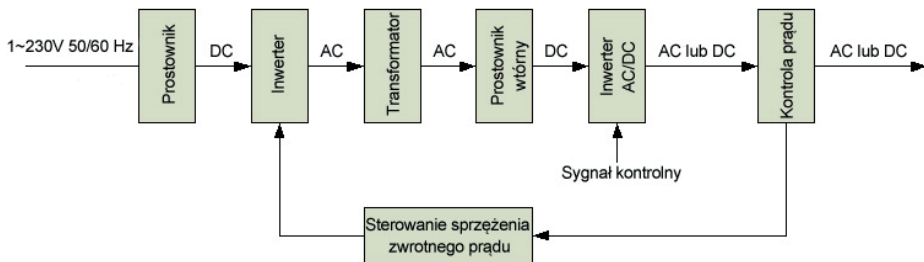 1~230V 50/60 Hz
Prostownik
DC
Inwerter
AC
Transformator
AC
Prostownik
wtórny
DC
Inwerter
AC/DC
AC lub DC
Kontrola prądu
AC lub DC
Sygnał kontrolny
Sterowanie sprzężenia
zwrotnego prądu